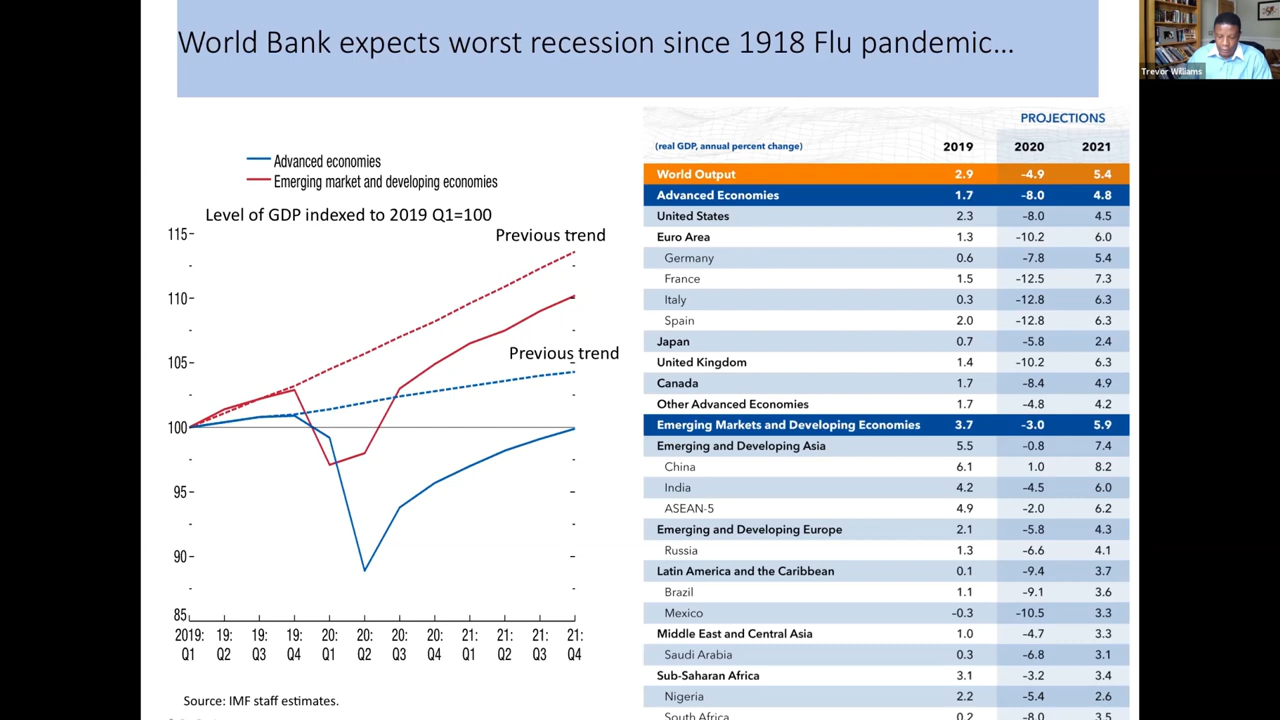 World Bank expects worst recession since 1918 Flu pandemic…
Trevor Williams
Advanced economies
Emerging market and developing economies
Level of GDP indexed to 2019 Q1=100
Previous trend
Previous trend
115
110
105
100
95
90
85
2019: 19: 19: 19: 20: 20: 20: 20: 21: 21: 21: 21:
Q1 Q2 Q3 Q4 Q1 Q2 Q3 Q4 Q1 Q2 Q3 Q4
Source: IMF staff estimates.
PROJECTIONS
(real GDP, annual percent change) 2019 2020 2021
World Output 2.9 –4.9 5.4
Advanced Economies 1.7 –8.0 4.8
United States 2.3 –8.0 4.5
Euro Area 1.3 –10.2 6.0
Germany 0.6 –7.8 5.4
France 1.5 –12.5 7.3
Italy 0.3 –12.8 6.3
Spain 2.0 –12.8 6.3
Japan 0.7 –5.8 2.4
United Kingdom 1.4 –10.2 6.3
Canada 1.7 –8.4 4.9
Other Advanced Economies 1.7 –4.8 4.2
Emerging Markets and Developing Economies 3.7 –3.0 5.9
Emerging and Developing Asia 5.5 –0.8 7.4
China 6.1 1.0 8.2
India 4.2 –4.5 6.0
ASEAN-5 4.9 –2.0 6.2
Emerging and Developing Europe 2.1 –5.8 4.3
Russia 1.3 –6.6 4.1
Latin America and the Caribbean 0.1 –9.4 3.7
Brazil 1.1 –9.1 3.6
Mexico –0.3 –10.5 3.3
Middle East and Central Asia 1.0 –4.7 3.3
Saudi Arabia 0.3 –6.8 3.1
Sub-Saharan Africa 3.1 –3.2 3.4
Nigeria 2.2 –5.4 2.6
South Africa 0.2 –8.0 3.5